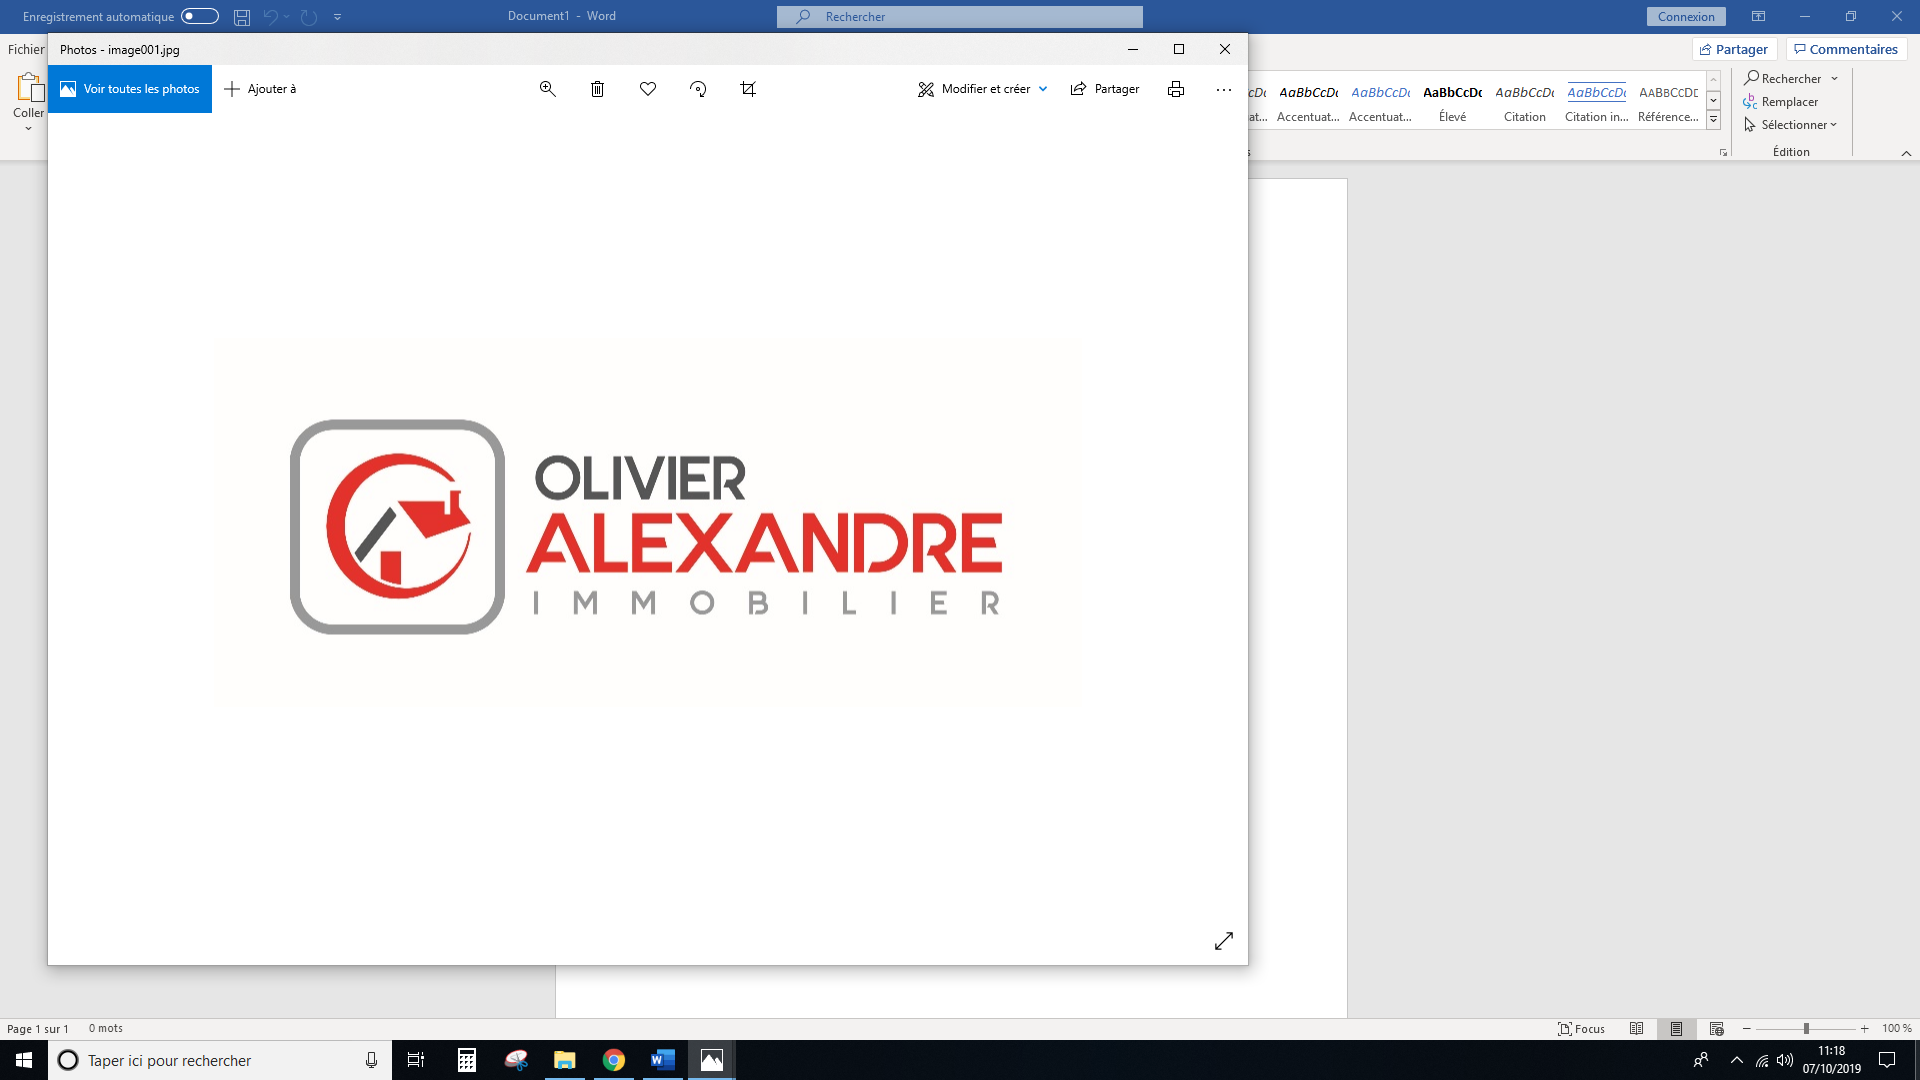 Enregistrement automatique
Document1 - Word
Rechercher
Connexion
Fichier
Partager
Commentaires
Photos - image001.jpg
Voir toutes les photos
Ajouter à
Modifier et créer
Partager
Coller
AaBbCcDc
AaBbCcDc
AaBbCcDc
AaBbCcDc
AaBbCcDc
AABBCCDD
Accentuat...
Accentuat...
Élevé
Citation
Citation in...
Référence...
Rechercher
Remplacer
Sélectionner
Édition
OLIVIER
ALEXANDRE
IMMOBILIER
Page 1 sur 1
0 mots
Focus
100 %
Taper ici pour rechercher
11:18
07/10/2019